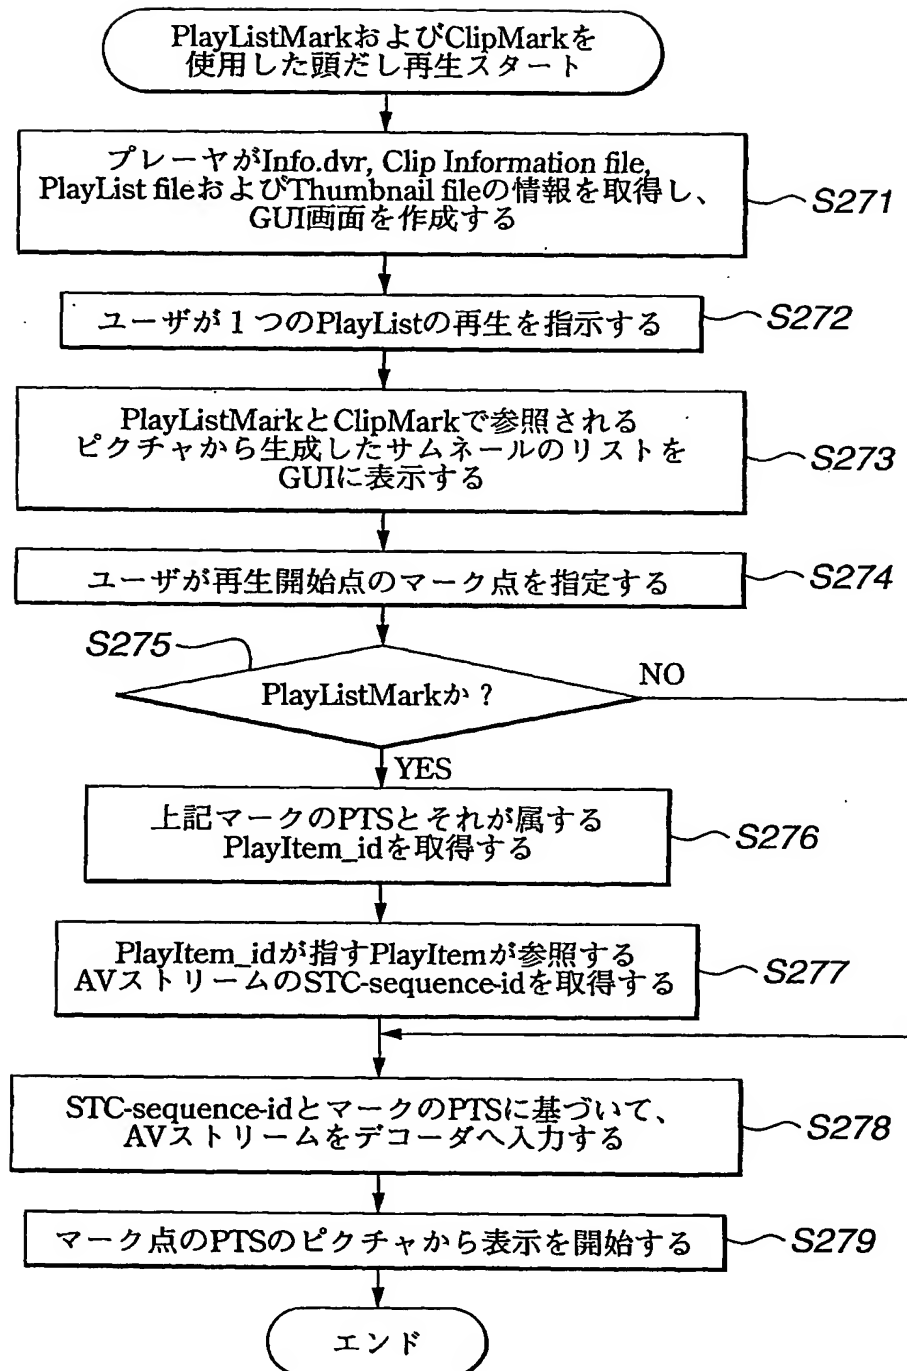 PlayListMarkおよびClipMarkを
使用した頭だし再生スタート
プレーヤがInfo.dvr, Clip Information file,
PlayList fileおよびThumbnail fileの情報を取得し、
GUI画面を作成する
S271
ユーザが1つのPlayListの再生を指示する
S272
PlayListMarkとClipMarkで参照される
ピクチャから生成したサムネールのリストを
GUIに表示する
S273
ユーザが再生開始点のマーク点を指定する
S274
S275
PlayListMarkか?
NO
YES
上記マークのPTSとそれが属する
PlayItem_idを取得する
S276
PlayItem_idが指すPlayItemが参照する
AVストリームのSTC-sequence-idを取得する
S277
STC-sequence-idとマークのPTSに基づいて、
AVストリームをデコーダへ入力する
S278
マーク点のPTSのピクチャから表示を開始する
S279
エンド